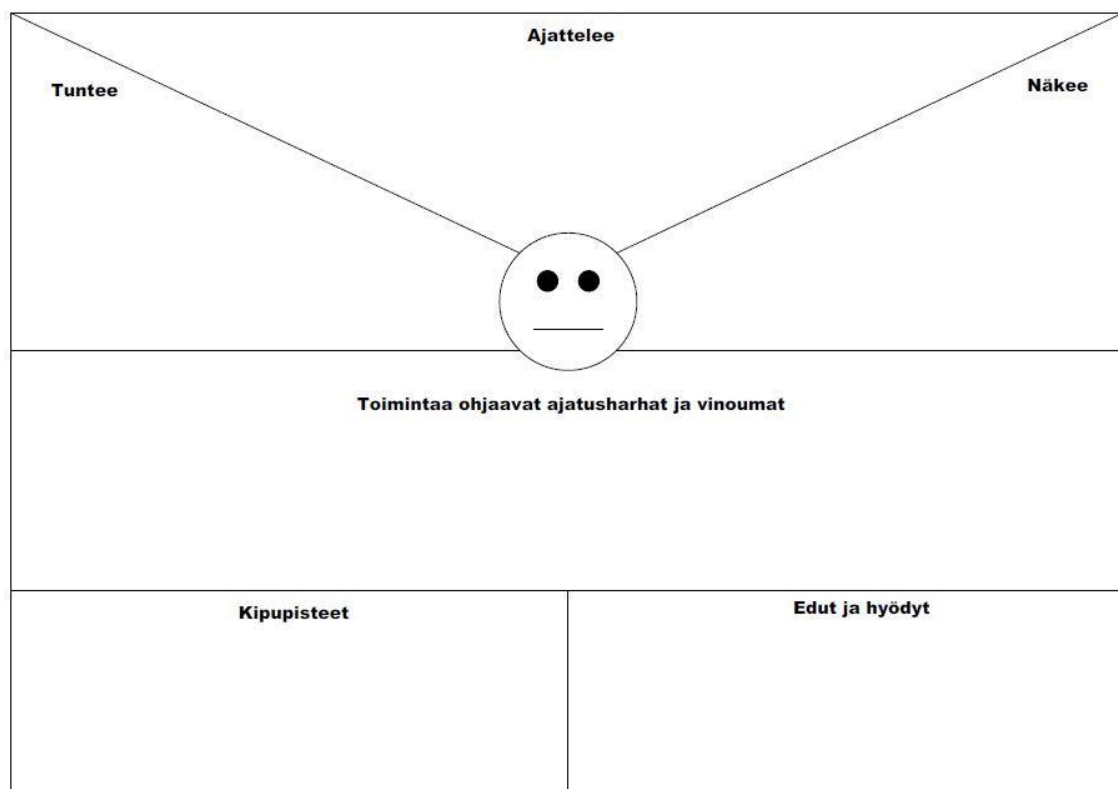 Ajattelee
Tuntee
Näkee
Toimintaa ohjaavat ajatusharhat ja vinoumat
Kipupisteet
Edut ja hyödyt